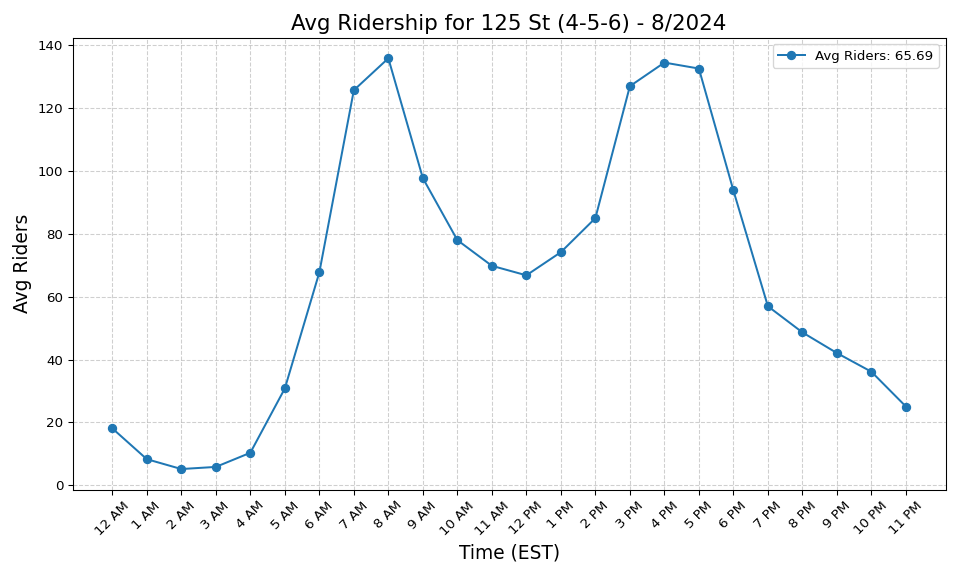 Avg Ridership for 125 St (4-5-6) - 8/2024
Avg Riders: 65.69
Avg Riders
140
120
100
80
60
40
20
0
12 AM
1 AM
2 AM
3 AM
4 AM
5 AM
6 AM
7 AM
8 AM
9 AM
10 AM
11 AM
12 PM
1 PM
2 PM
3 PM
4 PM
5 PM
6 PM
7 PM
8 PM
9 PM
10 PM
11 PM
Time (EST)